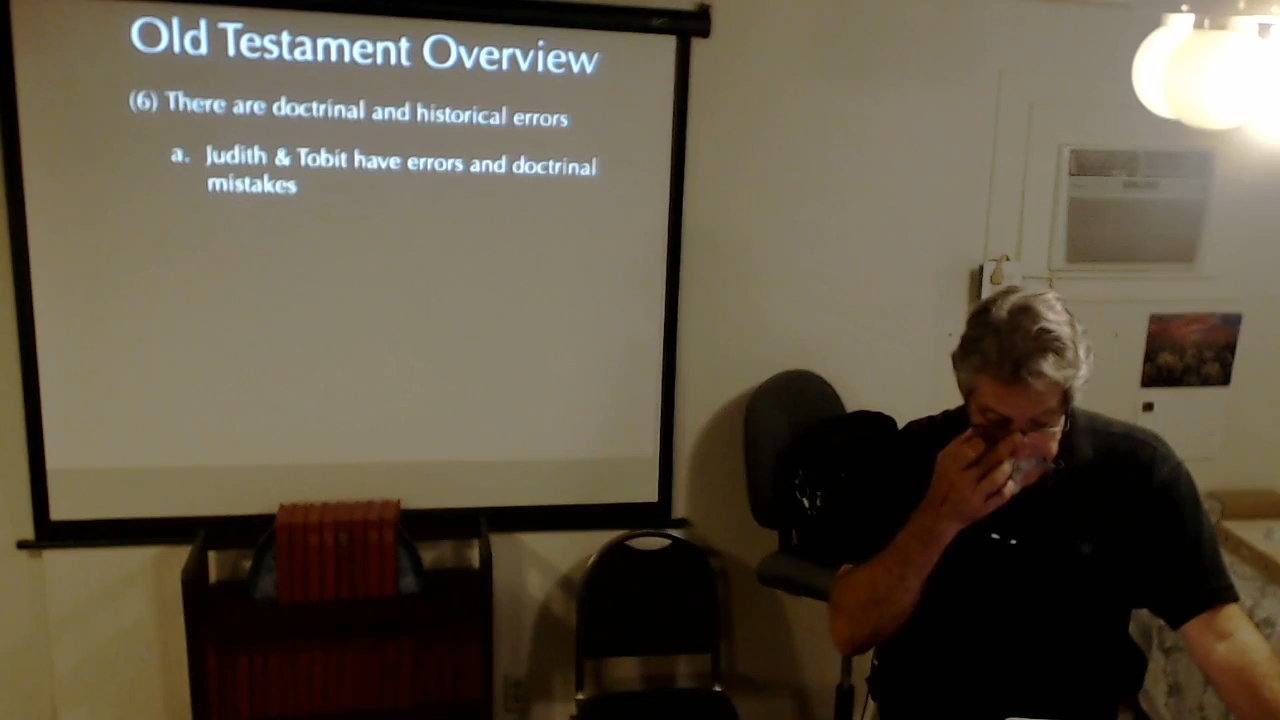 Old Testament Overview
(6) There are doctrinal and historical errors
a. Judith & Tobit have errors and doctrinal
mistakes